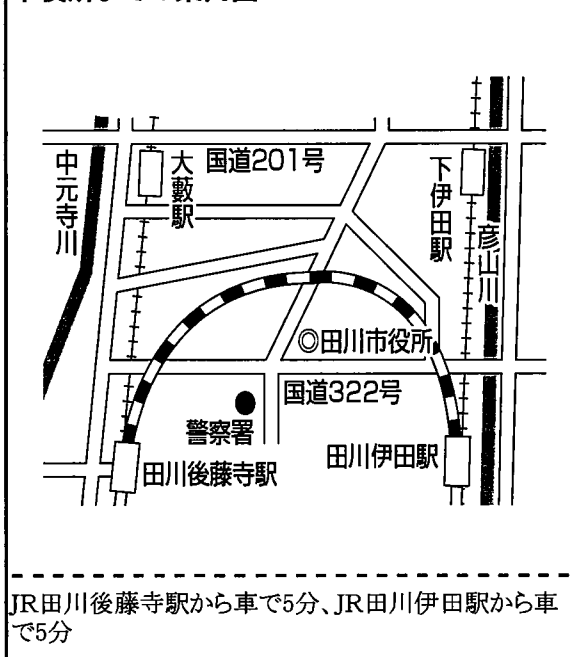 国道201号
中元寺川
大藪駅
下伊田駅
彦山川
◎田川市役所
国道322号
警察署
田川後藤寺駅
田川伊田駅
JR田川後藤寺駅から車で5分、JR田川伊田駅から車
で5分